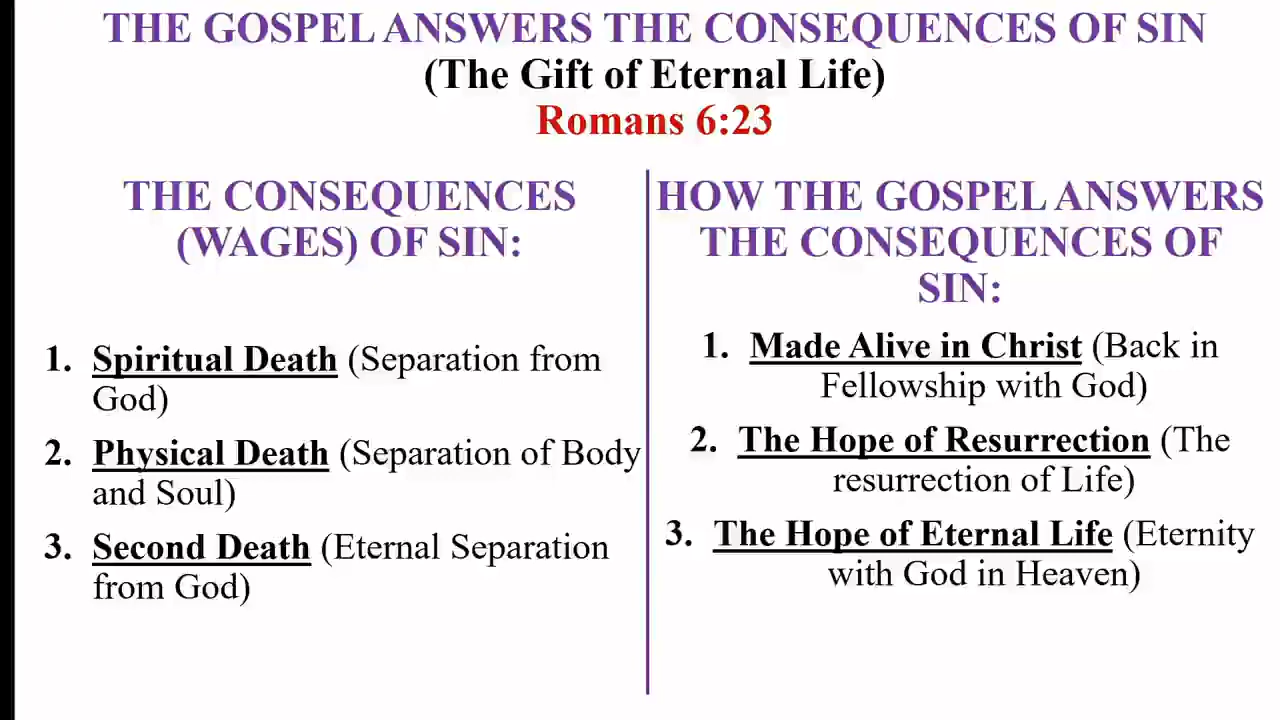 THE GOSPEL ANSWERS THE CONSEQUENCES OF SIN
(The Gift of Eternal Life)
Romans 6:23
THE CONSEQUENCES
(WAGES) OF SIN:
1. Spiritual Death (Separation from
God)
2. Physical Death (Separation of Body
and Soul)
3. Second Death (Eternal Separation
from God)
HOW THE GOSPEL ANSWERS
THE CONSEQUENCES OF
SIN:
1. Made Alive in Christ (Back in
Fellowship with God)
2. The Hope of Resurrection (The
resurrection of Life)
3. The Hope of Eternal Life (Eternity
with God in Heaven)